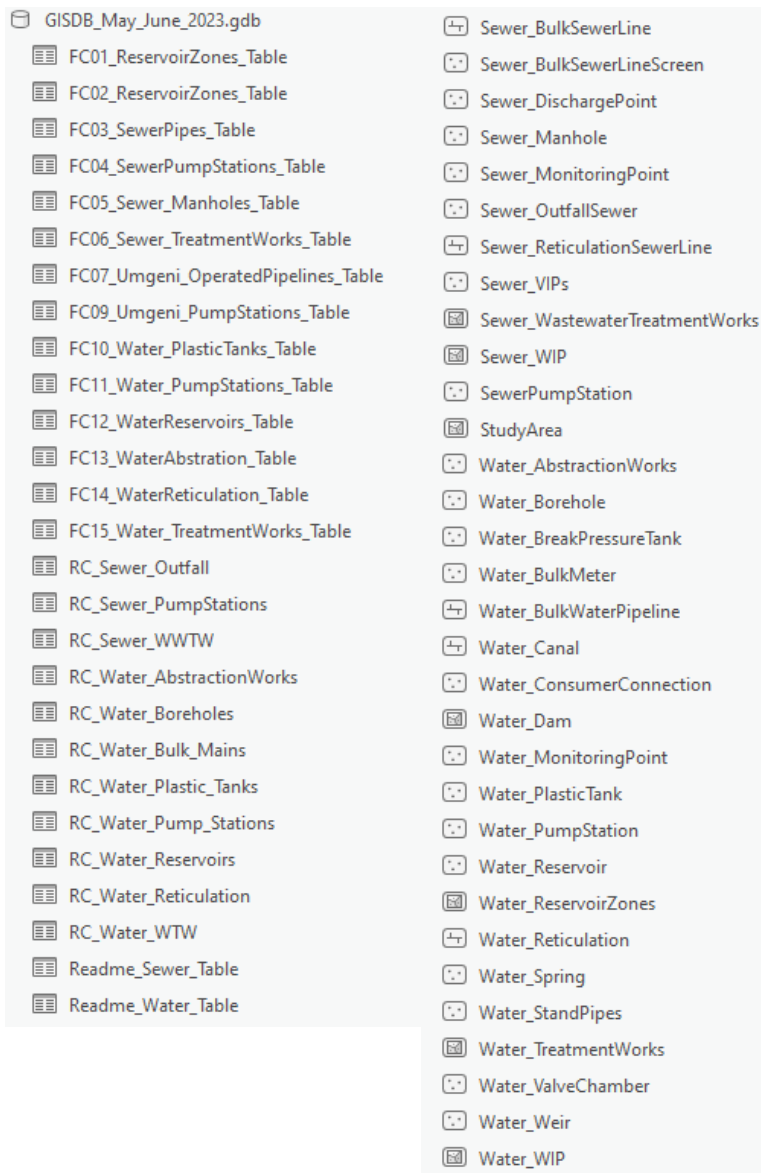 GISDB_May_June_2023.gdb
FC01_ReservoirZones_Table
FC02_ReservoirZones_Table
FC03_SewerPipes_Table
FC04_SewerPumpStations_Table
FC05_Sewer_Manholes_Table
FC06_Sewer_TreatmentWorks_Table
FC07_Umgeni_OperatedPipelines_Table
FC09_Umgeni_PumpStations_Table
FC10_Water_PlasticTanks_Table
FC11_Water_PumpStations_Table
FC12_WaterReservoirs_Table
FC13_WaterAbstration_Table
FC14_WaterReticulation_Table
FC15_Water_TreatmentWorks_Table
RC_Sewer_Outfall
RC_Sewer_PumpStations
RC_Sewer_WWTW
RC_Water_AbstractionWorks
RC_Water_Boreholes
RC_Water_Bulk_Mains
RC_Water_Plastic_Tanks
RC_Water_Pump_Stations
RC_Water_Reservoirs
RC_Water_Reticulation
RC_Water_WTW
Readme_Sewer_Table
Readme_Water_Table
Sewer_BulkSewerLine
Sewer_BulkSewerLineScreen
Sewer_DischargePoint
Sewer_Manhole
Sewer_MonitoringPoint
Sewer_OutfallSewer
Sewer_ReticulationSewerLine
Sewer_VIPs
Sewer_WastewaterTreatmentWorks
Sewer_WIP
SewerPumpStation
StudyArea
Water_AbstractionWorks
Water_Borehole
Water_BreakPressureTank
Water_BulkMeter
Water_BulkWaterPipeline
Water_Canal
Water_ConsumerConnection
Water_Dam
Water_MonitoringPoint
Water_PlasticTank
Water_PumpStation
Water_Reservoir
Water_ReservoirZones
Water_Reticulation
Water_Spring
Water_StandPipes
Water_TreatmentWorks
Water_ValveChamber
Water_Weir
Water_WIP